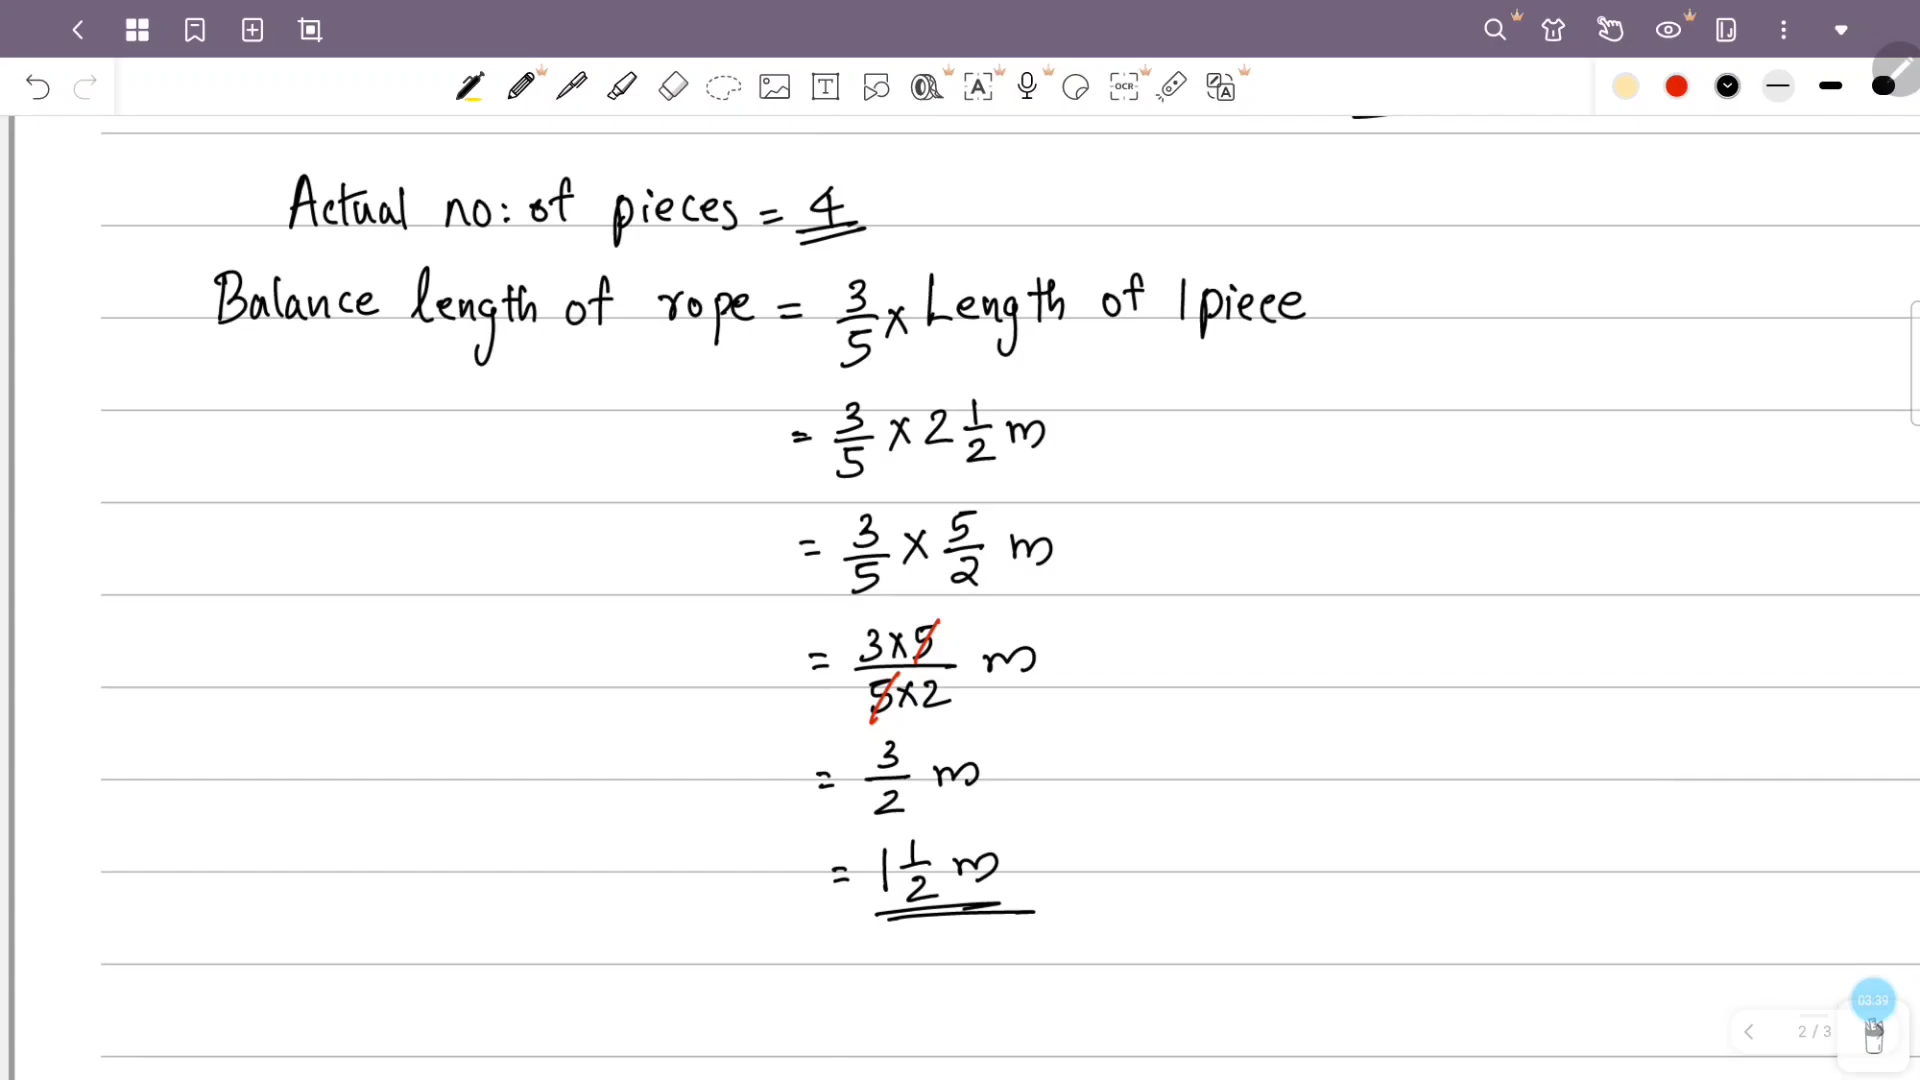 Actual no: of pieces = 4
Balance length of rope = 3/5 x Length of 1 piece
= 3/5 x 2 1/2 m
= 3/5 x 5/2 m
= 3x5/5x2 m
= 3/2 m
= 1 1/2 m
03:39
2 / 3